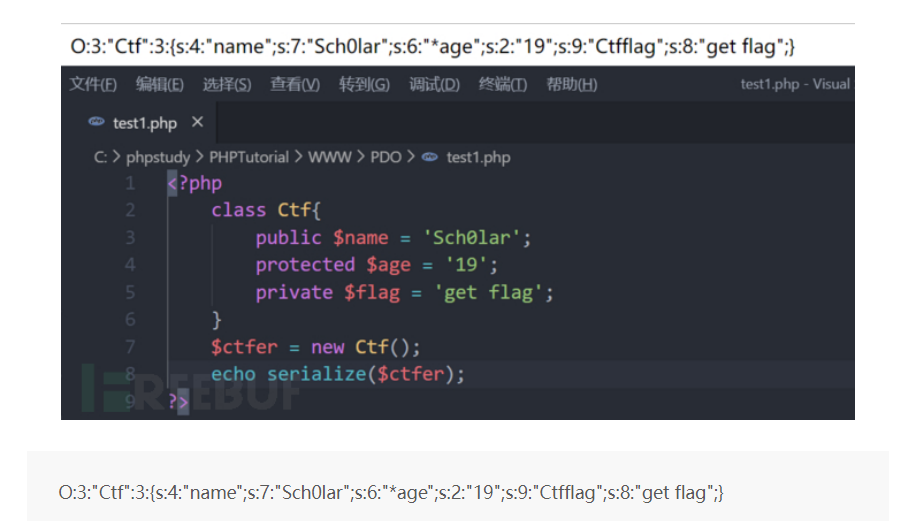 O:3:"Ctf":3:{s:4:"name";s:7:"Sch0lar";s:6:"*age";s:2:"19";s:9:"Ctfflag";s:8:"get flag";}
文件(F) 编辑(E) 选择(S) 查看(V) 转到(G) 调试(D) 终端(T) 帮助(H) test1.php - Visual
test1.php ×
C: > phpstudy > PHPTutorial > WWW > PDO > test1.php
1 <?php
2 class Ctf{
3 public $name = 'Sch0lar';
4 protected $age = '19';
5 private $flag = 'get flag';
6 }
7 $ctfer = new Ctf();
8 echo serialize($ctfer);
9 ?>
FREEBUF
O:3:"Ctf":3:{s:4:"name";s:7:"Sch0lar";s:6:"*age";s:2:"19";s:9:"Ctfflag";s:8:"get flag";}